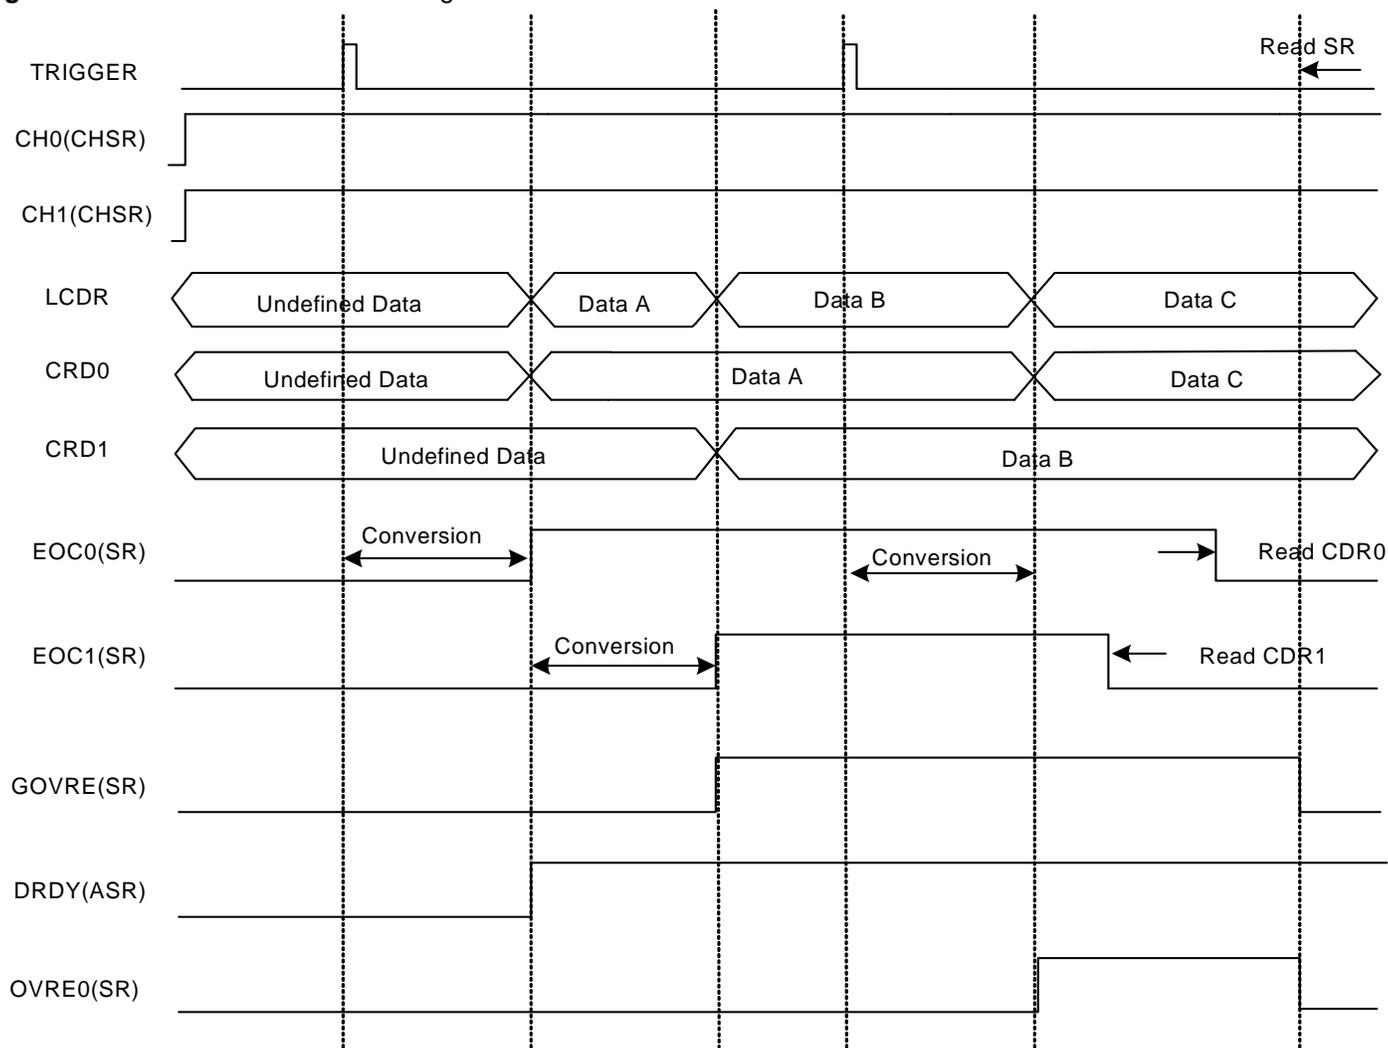 Read SR
TRIGGER
CH0(CHSR)
CH1(CHSR)
LCDR
Undefined Data
Data A
Data B
Data C
CRD0
Undefined Data
Data A
Data C
CRD1
Undefined Data
Data B
EOC0(SR)
Conversion
Conversion
Read CDR0
EOC1(SR)
Conversion
Read CDR1
GOVRE(SR)
DRDY(ASR)
OVRE0(SR)